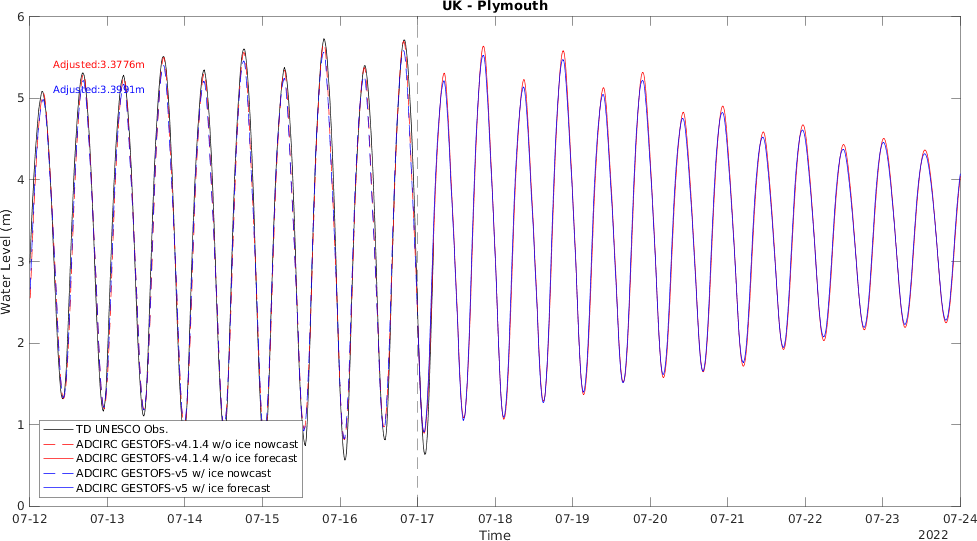 UK - Plymouth
6
Adjusted:3.3776m
Adjusted:3.3991m
5
4
3
2
1
0
Water Level (m)
TD UNESCO Obs.
ADCIRC GESTOFS-v4.1.4 w/o ice nowcast
ADCIRC GESTOFS-v4.1.4 w/o ice forecast
ADCIRC GESTOFS-v5 w/ ice nowcast
ADCIRC GESTOFS-v5 w/ ice forecast
07-12 07-13 07-14 07-15 07-16 07-17 07-18 07-19 07-20 07-21 07-22 07-23 07-24
Time
2022